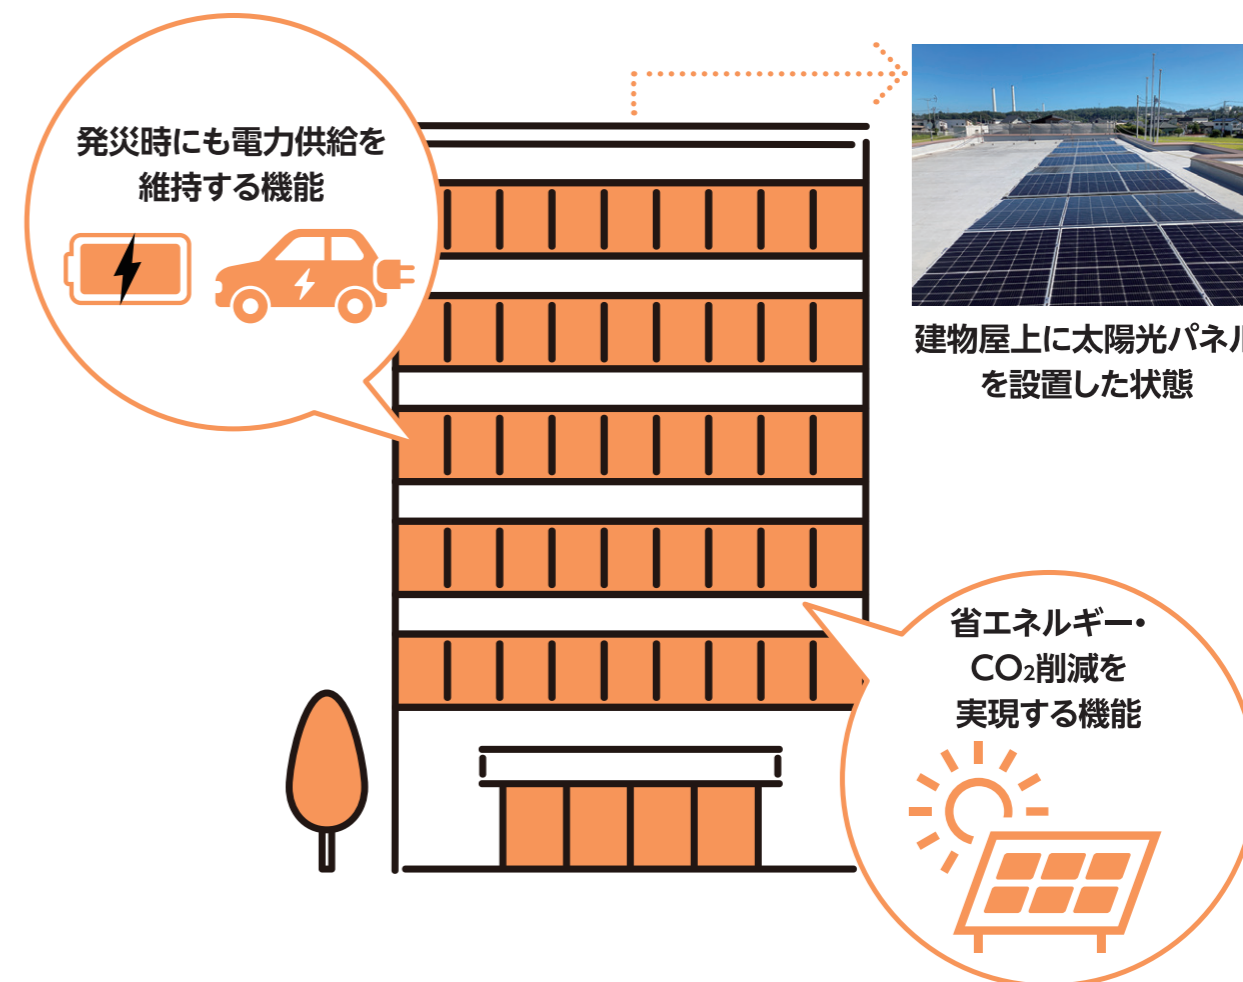 発災時にも電力供給を
維持する機能
建物屋上に太陽光パネル
を設置した状態
省エネルギー・
CO₂削減を
実現する機能